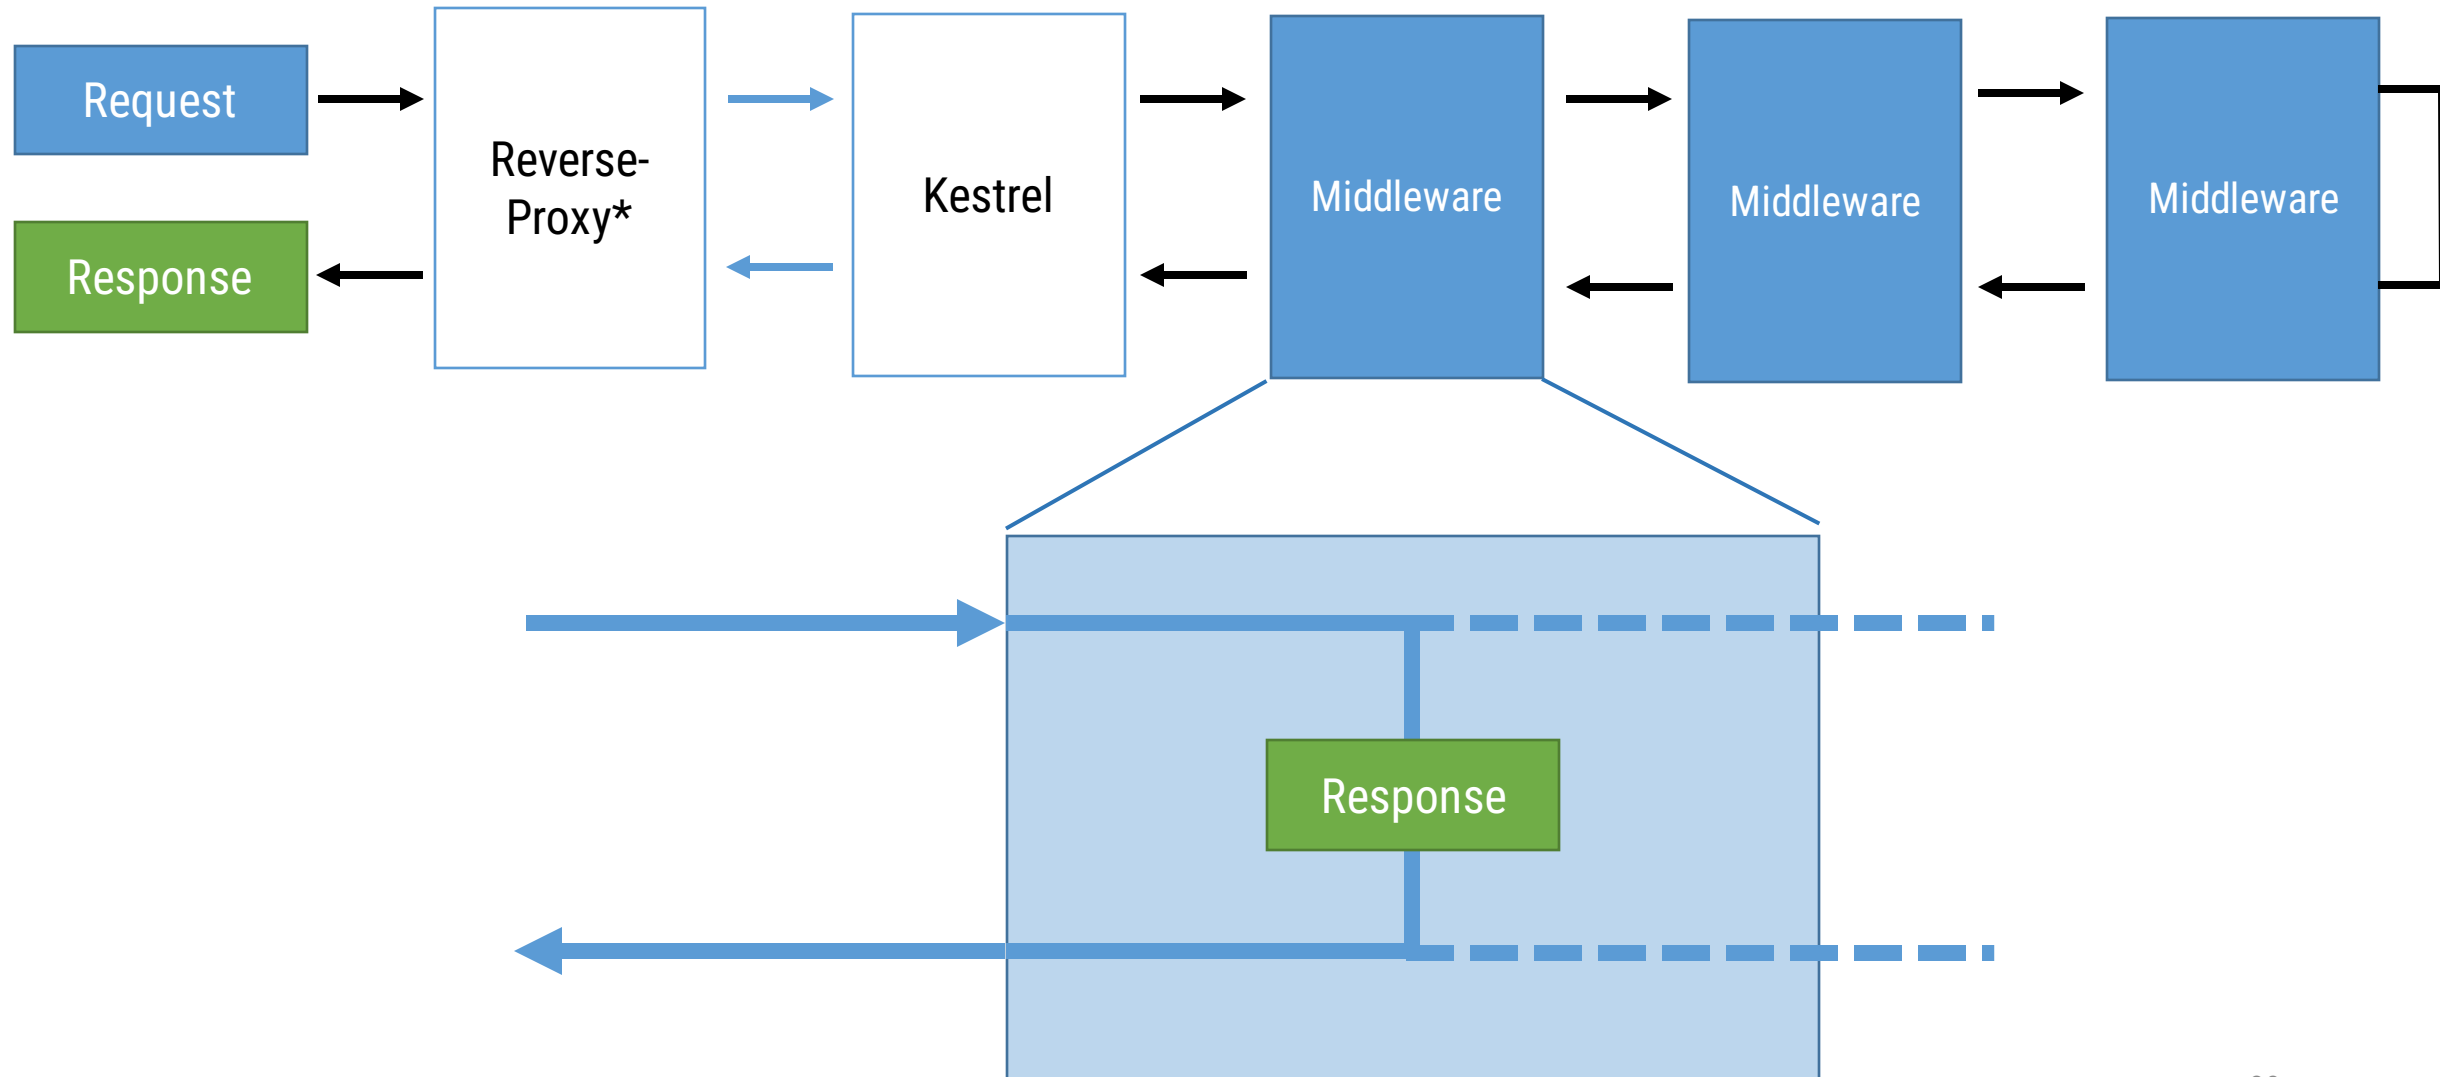 Request
Response
Reverse-
Proxy*
Kestrel
Middleware
Middleware
Middleware
Response